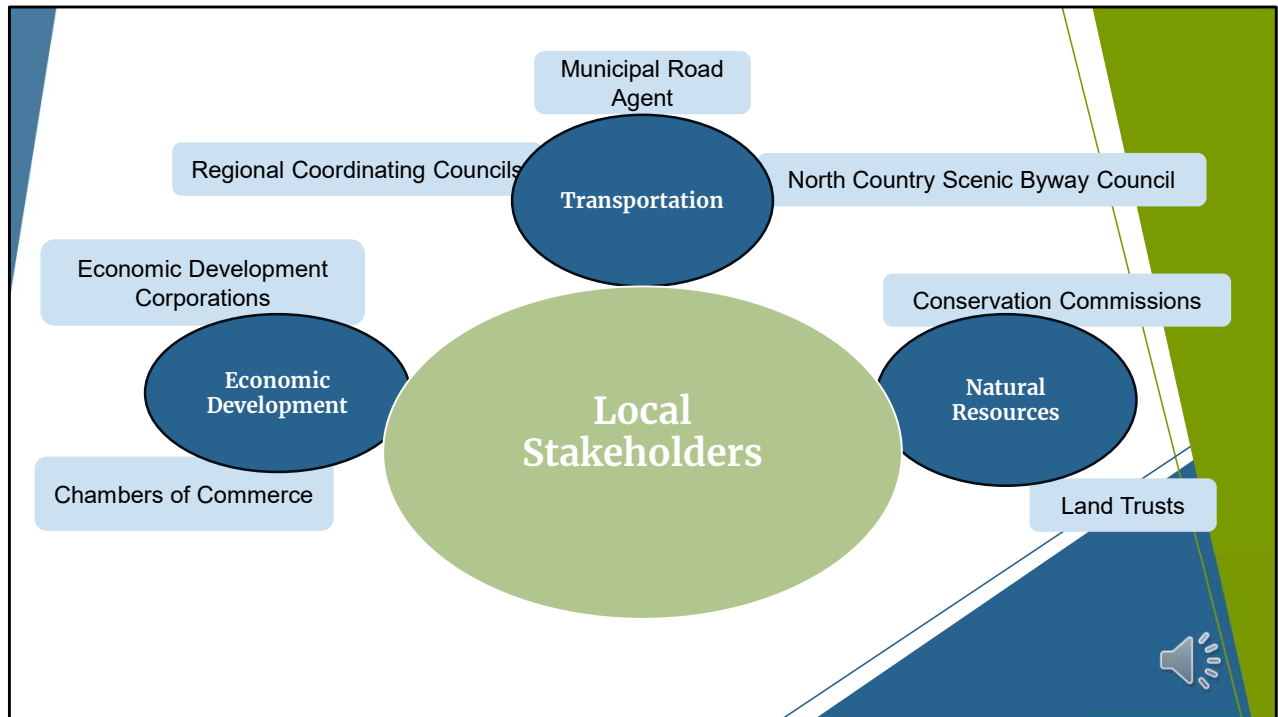 Municipal Road
Agent
Regional Coordinating Councils
Transportation
North Country Scenic Byway Council
Economic Development
Corporations
Conservation Commissions
Economic
Development
Natural
Resources
Local
Stakeholders
Chambers of Commerce
Land Trusts